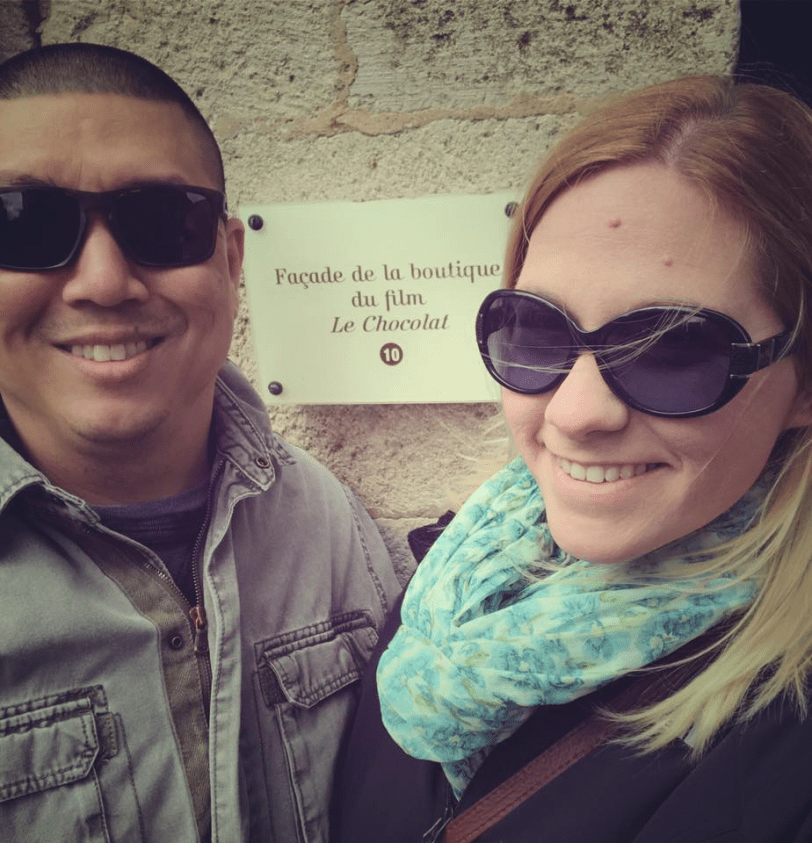 Façade de la boutique
du film
Le Chocolat
10